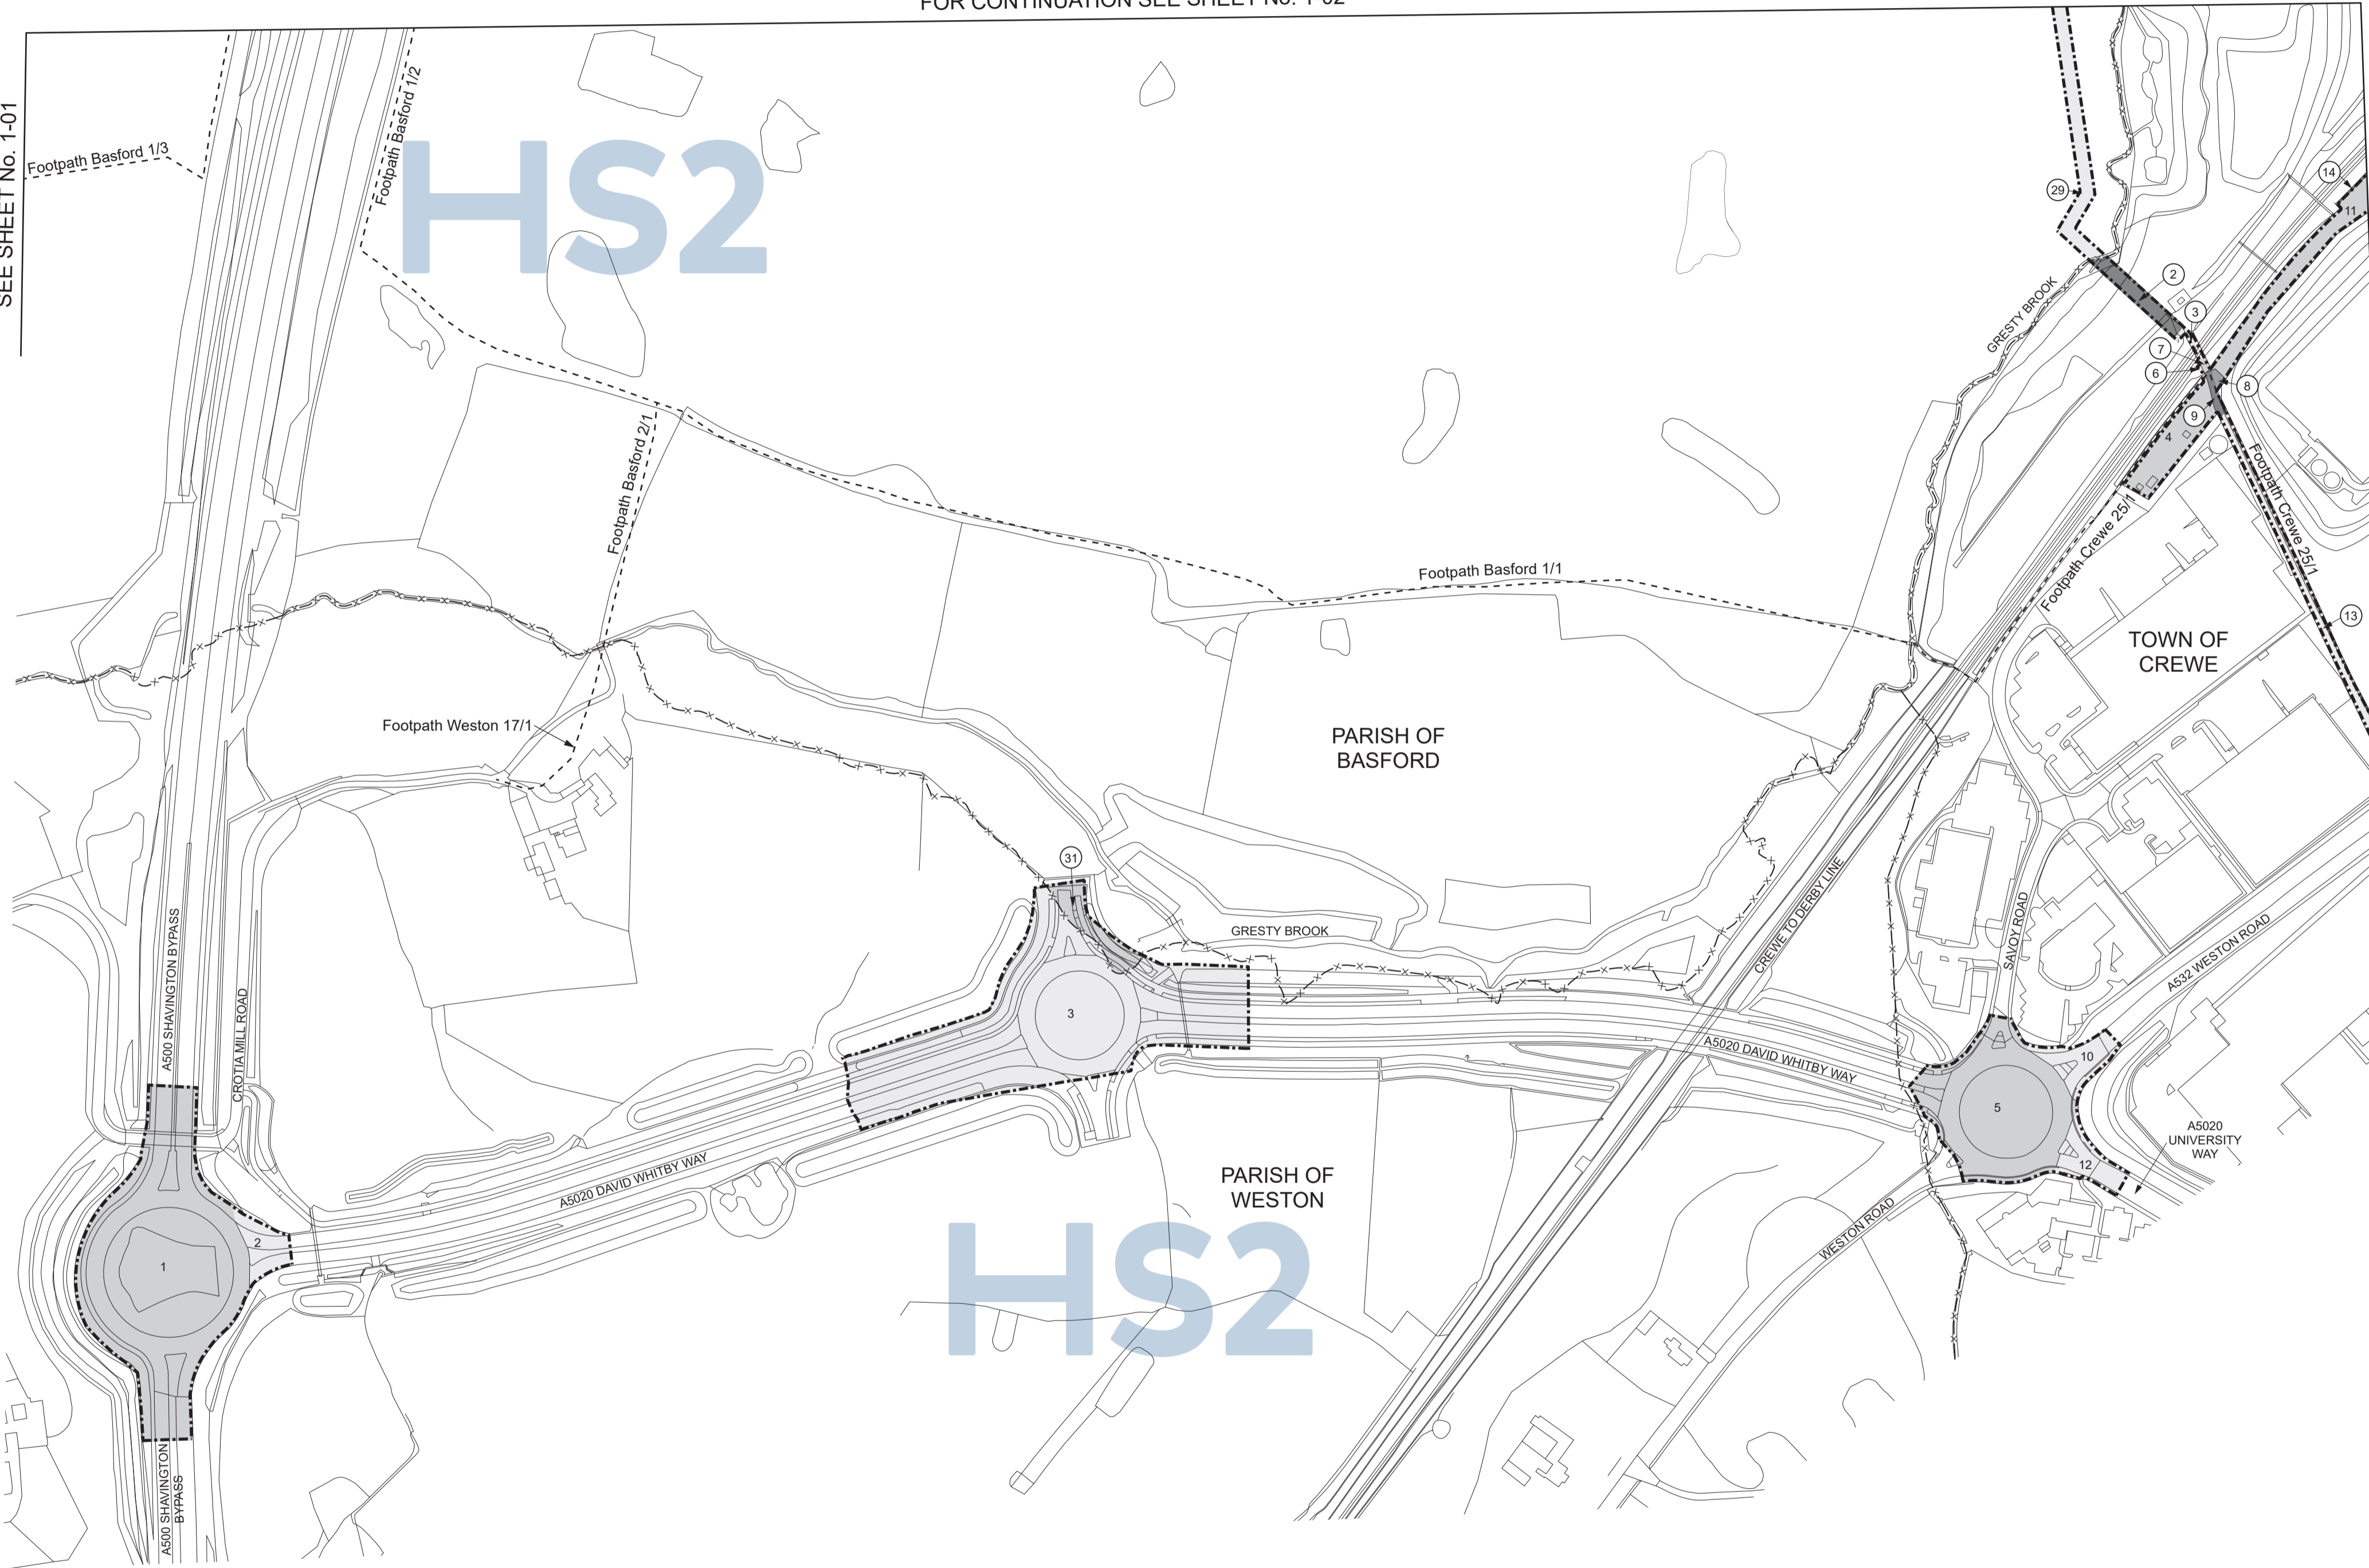 FOR CONTINUATION SEE SHEET No. 1-02
SEE SHEET No. 1-01
Footpath Basford 1/3
Footpath Basford 1/2
HS2
29
14
11
2
3
7
6
8
9
4
GRESTY BROOK
Footpath Basford 2/1
Footpath Crewe 25/1
Footpath Crewe 25/1
13
Footpath Basford 1/1
TOWN OF
CREWE
Footpath Weston 17/1
PARISH OF
BASFORD
31
GRESTY BROOK
CREWE TO DERBY LINE
SAVOY ROAD
A532 WESTON ROAD
A500 SHAVINGTON BYPASS
CROTIA MILL ROAD
3
A5020 DAVID WHITBY WAY
10
5
12
A5020
UNIVERSITY
WAY
A5020 DAVID WHITBY WAY
PARISH OF
WESTON
WESTON ROAD
2
1
HS2
A500 SHAVINGTON
BYPASS